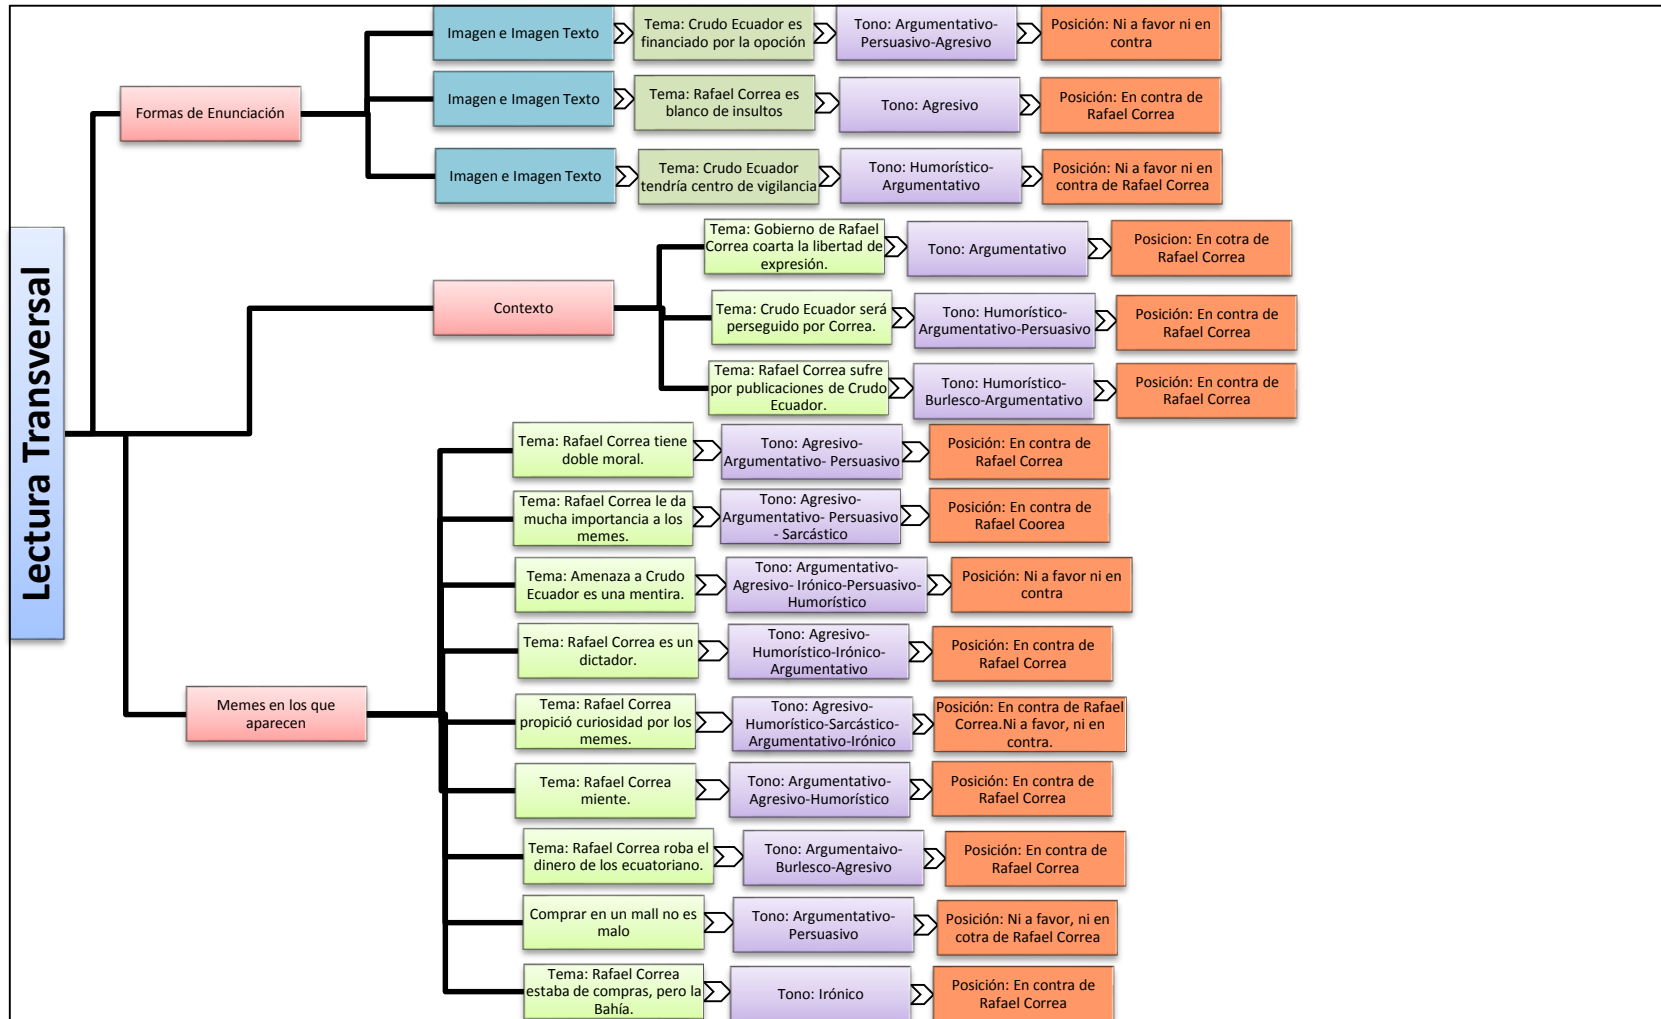 Lectura Transversal
Formas de Enunciación
Imagen e Imagen Texto
Tema: Crudo Ecuador es
financiado por la opoción
Tono: Argumentativo-
Persuasivo-Agresivo
Posición: Ni a favor ni en
contra
Imagen e Imagen Texto
Tema: Rafael Correa es
blanco de insultos
Tono: Agresivo
Posición: En contra de
Rafael Correa
Imagen e Imagen Texto
Tema: Crudo Ecuador
tendría centro de vigilancia
Tono: Humorístico-
Argumentativo
Posición: Ni a favor ni en
contra de Rafael Correa
Contexto
Tema: Gobierno de Rafael
Correa coarta la libertad de
expresión.
Tono: Argumentativo
Posicion: En cotra de
Rafael Correa
Tema: Crudo Ecuador será
perseguido por Correa.
Tono: Humorístico-
Argumentativo-Persuasivo
Posición: En contra de
Rafael Correa
Tema: Rafael Correa sufre
por publicaciones de Crudo
Ecuador.
Tono: Humorístico-
Burlesco-Argumentativo
Posición: En contra de
Rafael Correa
Memes en los que
aparecen
Tema: Rafael Correa tiene
doble moral.
Tono: Agresivo-
Argumentativo- Persuasivo
Posición: En contra de
Rafael Correa
Tema: Rafael Correa le da
mucha importancia a los
memes.
Tono: Agresivo-
Argumentativo- Persuasivo
- Sarcástico
Posición: En contra de
Rafael Coorea
Tema: Amenaza a Crudo
Ecuador es una mentira.
Tono: Argumentativo-
Agresivo- Irónico-Persuasivo-
Humorístico
Posición: Ni a favor ni en
contra
Tema: Rafael Correa es un
dictador.
Tono: Agresivo-
Humorístico-Irónico-
Argumentativo
Posición: En contra de
Rafael Correa
Tema: Rafael Correa
propició curiosidad por los
memes.
Tono: Agresivo-
Humorístico-Sarcástico-
Argumentativo-Irónico
Posición: En contra de Rafael
Correa.Ni a favor, ni en
contra.
Tema: Rafael Correa
miente.
Tono: Argumentativo-
Agresivo-Humorístico
Posición: En contra de
Rafael Correa
Tema: Rafael Correa roba el
dinero de los ecuatoriano.
Tono: Argumentaivo-
Burlesco-Agresivo
Posición: En contra de
Rafael Correa
Comprar en un mall no es
malo
Tono: Argumentativo-
Persuasivo
Posición: Ni a favor, ni en
cotra de Rafael Correa
Tema: Rafael Correa
estaba de compras, pero la
Bahía.
Tono: Irónico
Posición: En contra de
Rafael Correa